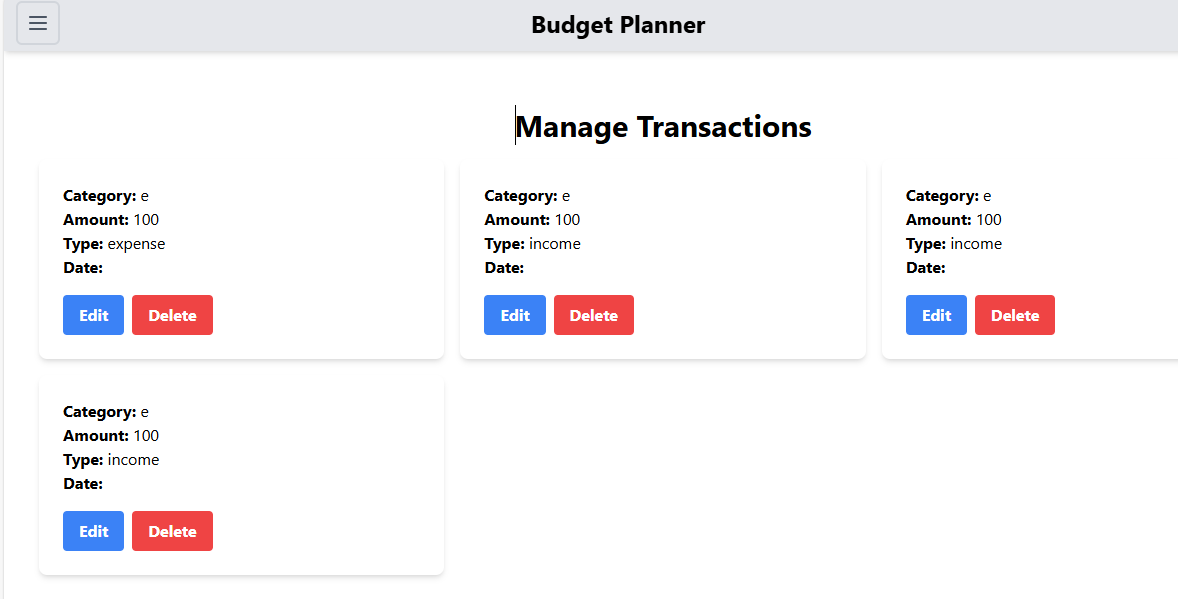 Budget Planner
Manage Transactions
Category: e
Amount: 100
Type: expense
Date:
Edit Delete
Category: e
Amount: 100
Type: income
Date:
Edit Delete
Category: e
Amount: 100
Type: income
Date:
Edit Delete
Category: e
Amount: 100
Type: income
Date:
Edit Delete